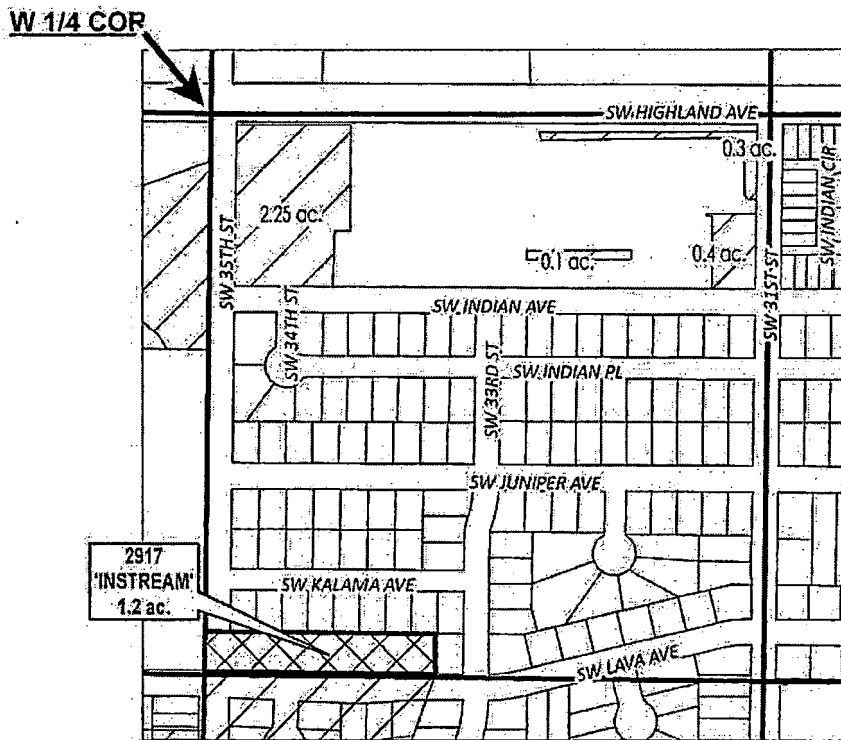 W 1/4 COR
SW HIGHLAND AVE
0.3 ac.
SW INDIAN CIR
2.25 ac.
SW 35TH ST
0.1 ac.
0.4 ac.
SW 31ST ST
SW INDIAN AVE
SW 34TH ST
SW INDIAN PL
SW 33RD ST
SW JUNIPER AVE
2917
'INSTREAM'
1.2 ac.
SW KALAMA AVE
SW LAVA AVE